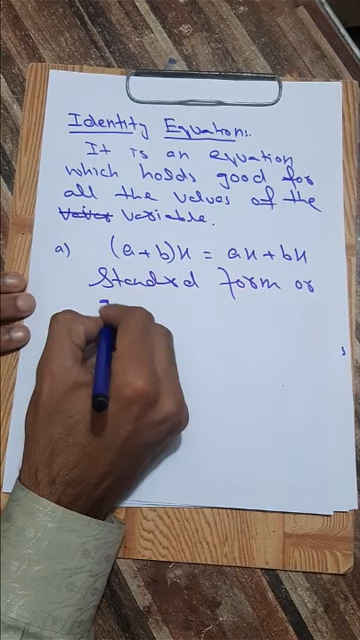 Identity Equation:.
It is an equation
which holds good for
all the values of the
variable.
a) (a+b)x = ax+bx
Standrd form or